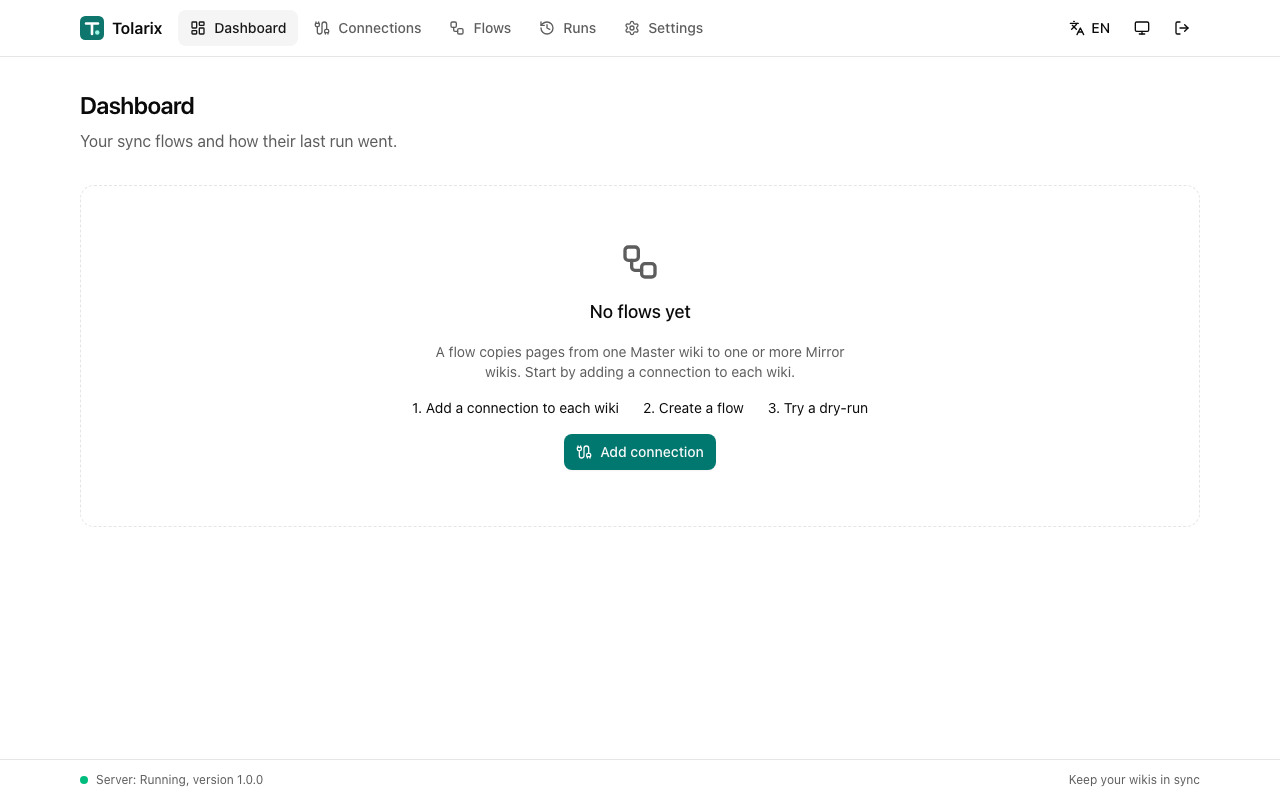 Tolarix
Dashboard
Connections
Flows
Runs
Settings
EN
Dashboard
Your sync flows and how their last run went.
No flows yet
A flow copies pages from one Master wiki to one or more Mirror
wikis. Start by adding a connection to each wiki.
1. Add a connection to each wiki
2. Create a flow
3. Try a dry-run
Add connection
Server: Running, version 1.0.0
Keep your wikis in sync